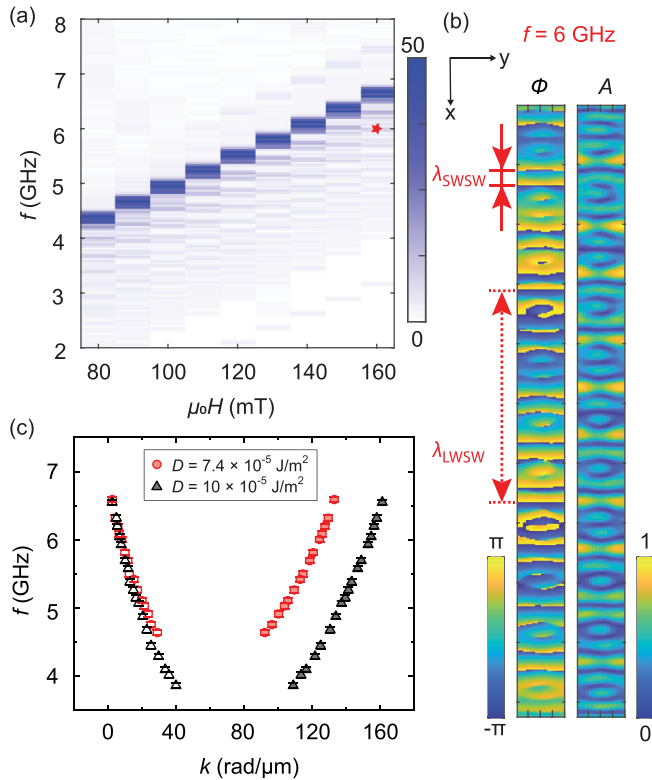 (a)
8
7
6
5
4
3
2
f (GHz)
80
100
120
140
160
μ₀H (mT)
50
0
(b)
f = 6 GHz
y
x
Φ
A
λSWSW
λLWSW
π
-π
1
0
(c)
D = 7.4 × 10⁻⁵ J/m²
D = 10 × 10⁻⁵ J/m²
7
6
5
4
f (GHz)
0
40
80
120
160
k (rad/μm)